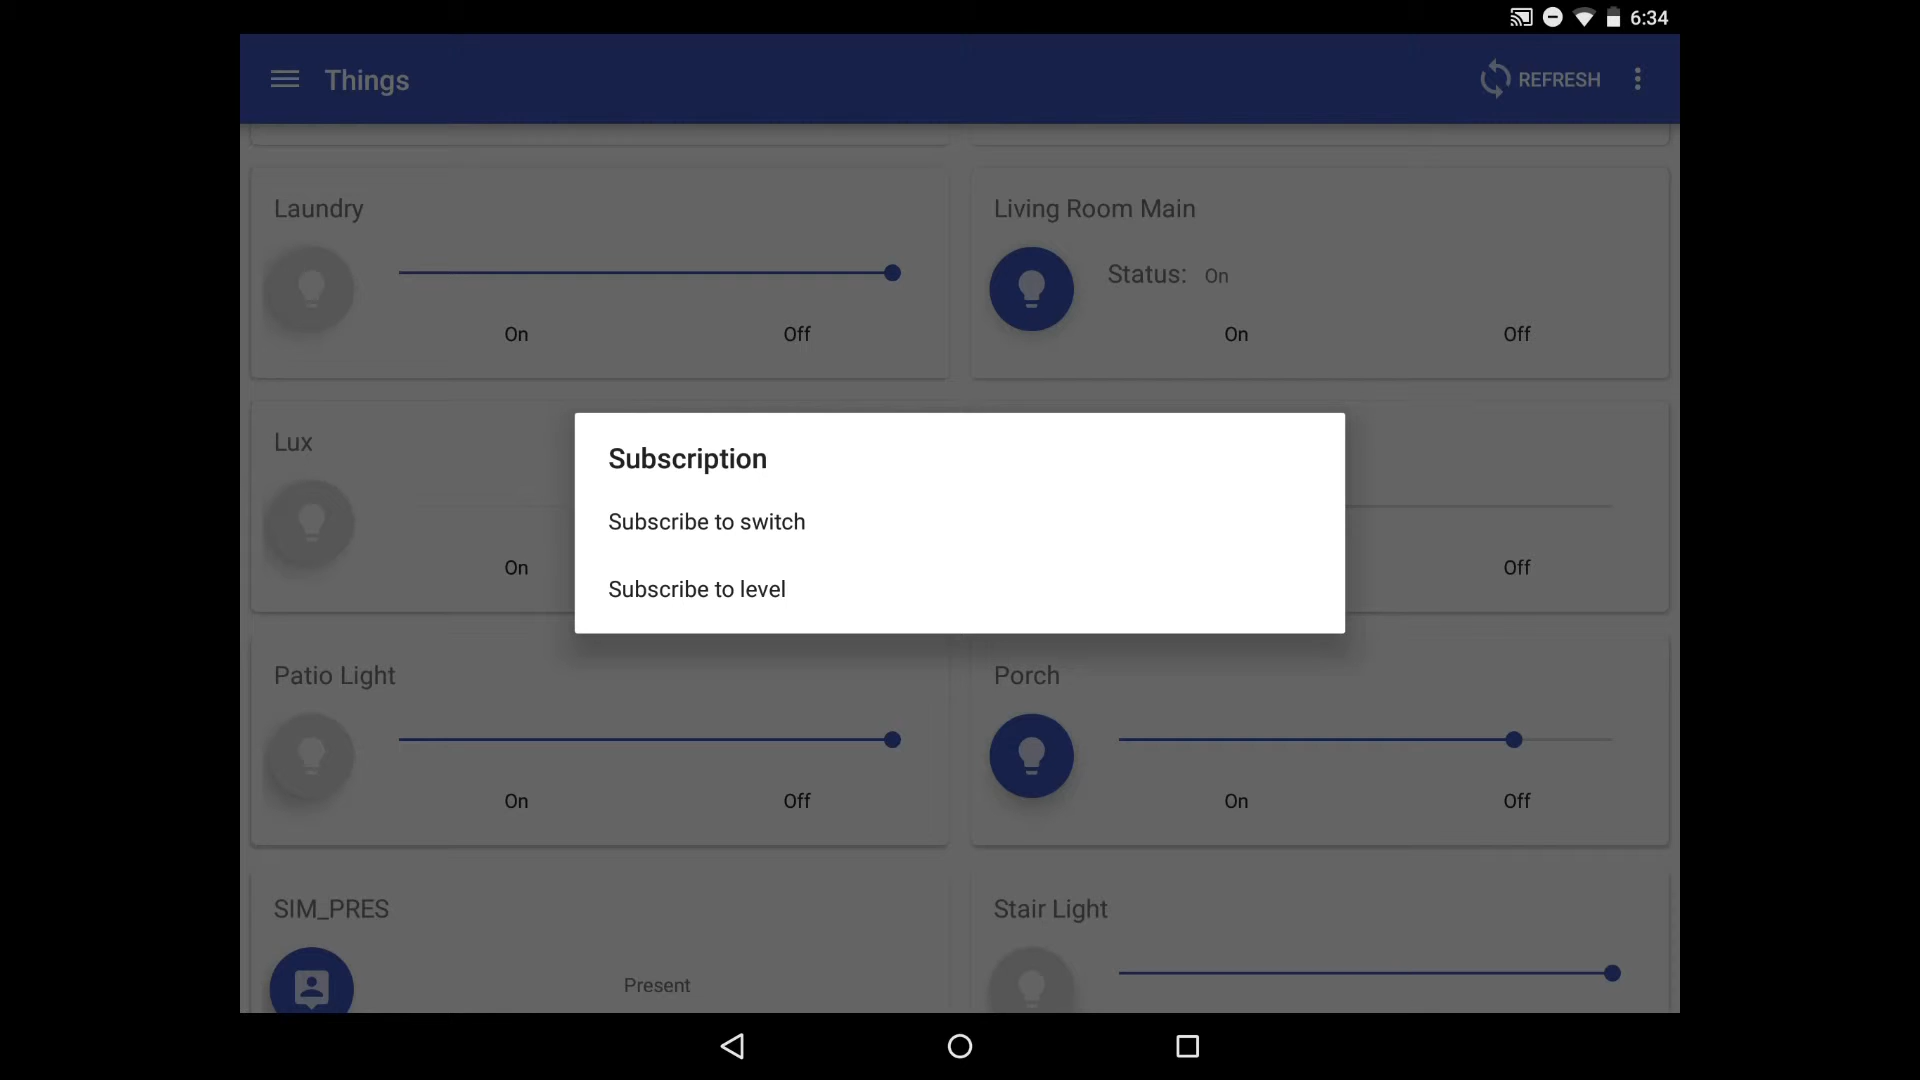 6:34
Things
REFRESH
Laundry
On
Off
Living Room Main
Status: On
On
Off
Lux
On
Off
Subscription
Subscribe to switch
Subscribe to level
Patio Light
On
Off
Porch
On
Off
SIM_PRES
Present
Stair Light